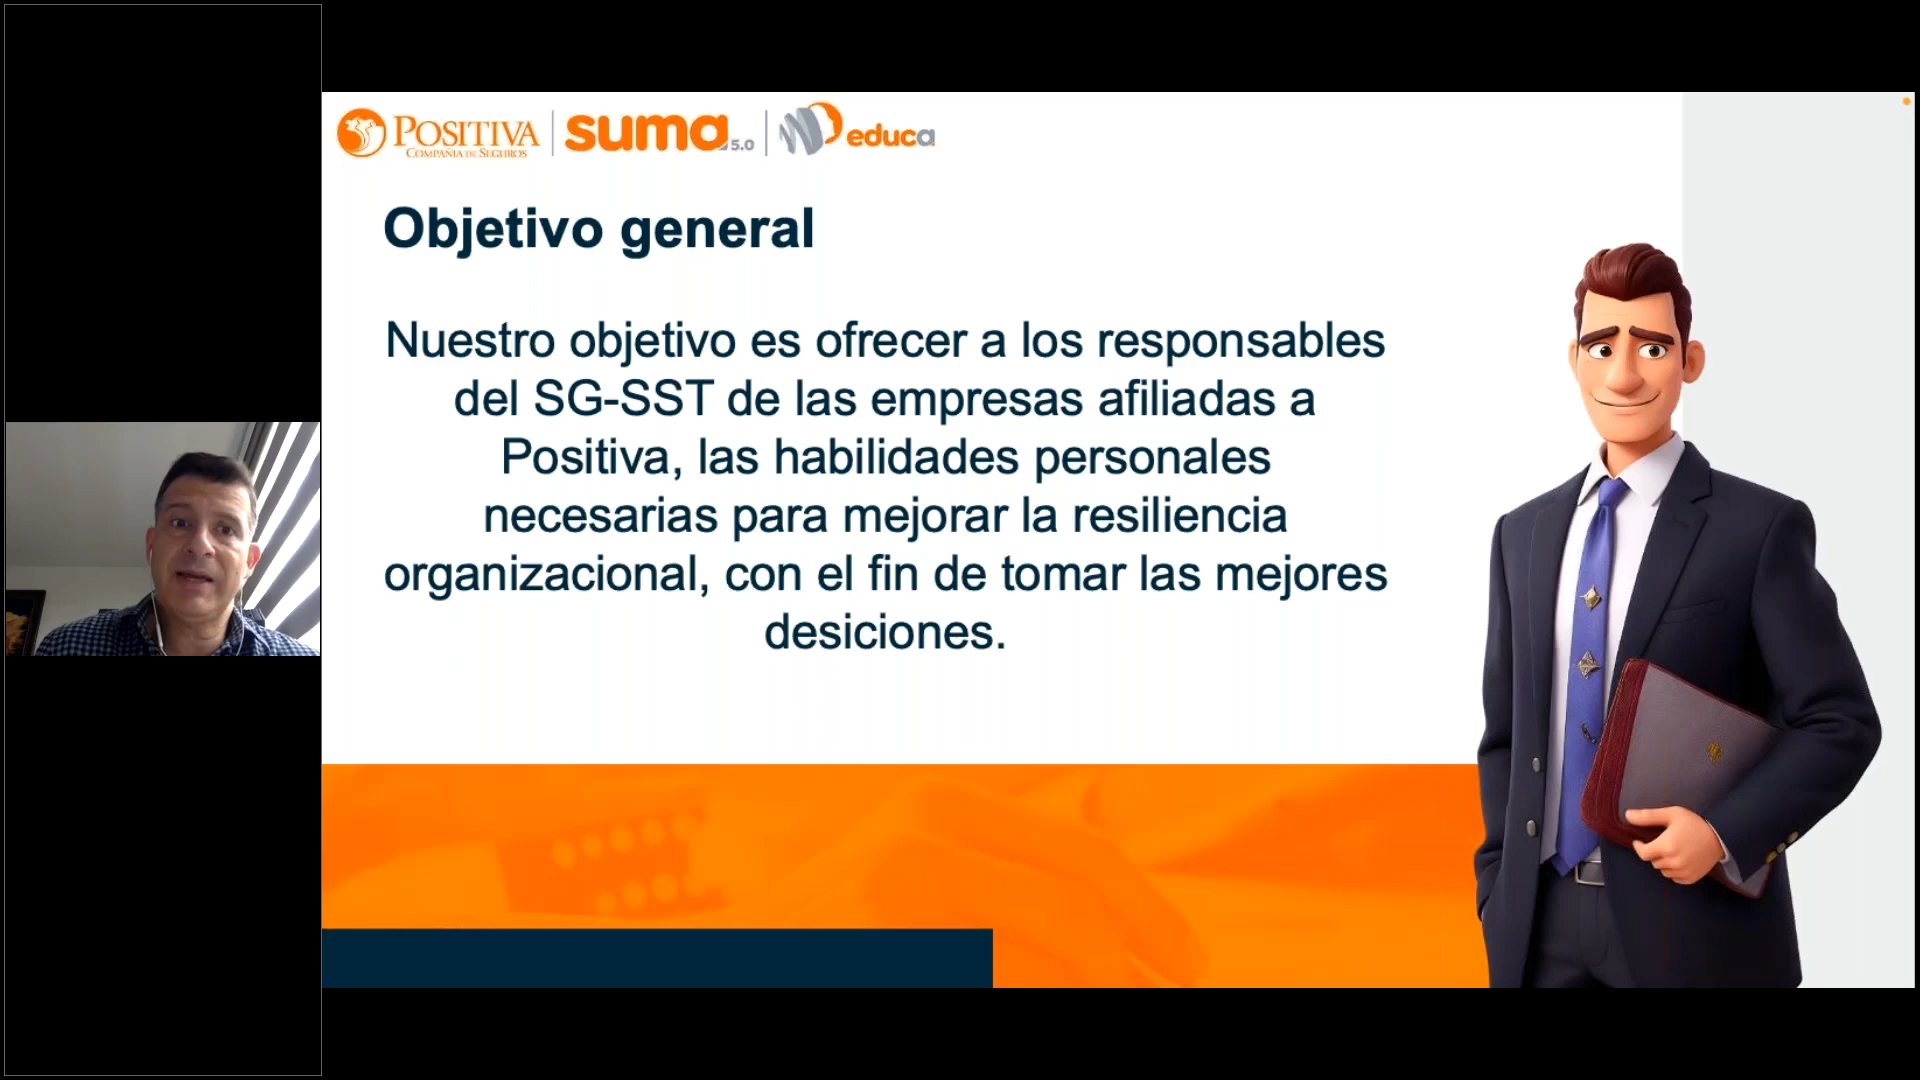 POSITIVA
COMPAÑÍA DE SEGUROS
suma 5.0
educa
Objetivo general
Nuestro objetivo es ofrecer a los responsables
del SG-SST de las empresas afiliadas a
Positiva, las habilidades personales
necesarias para mejorar la resiliencia
organizacional, con el fin de tomar las mejores
desiciones.